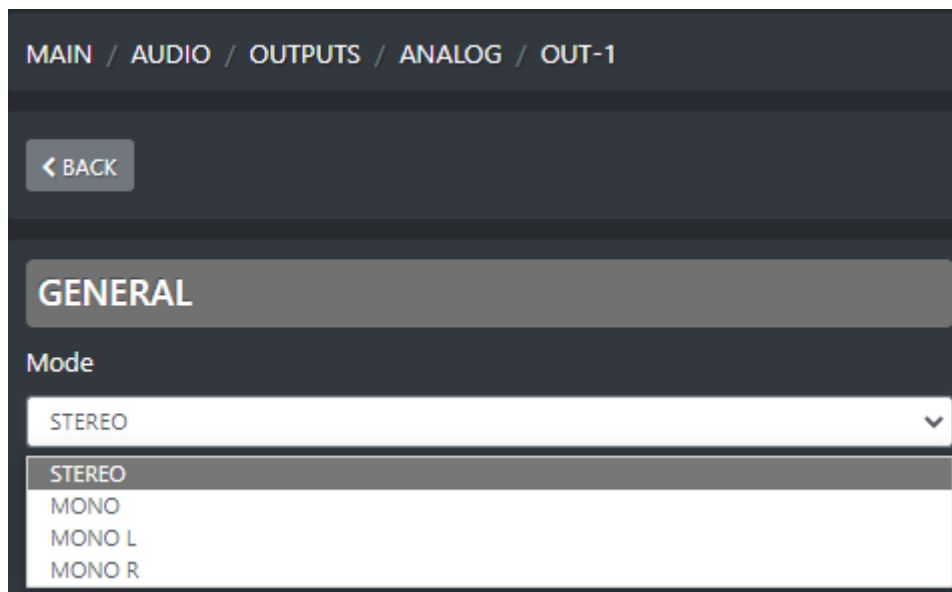 MAIN / AUDIO / OUTPUTS / ANALOG / OUT-1
BACK
GENERAL
Mode
STEREO
STEREO
MONO
MONO L
MONO R